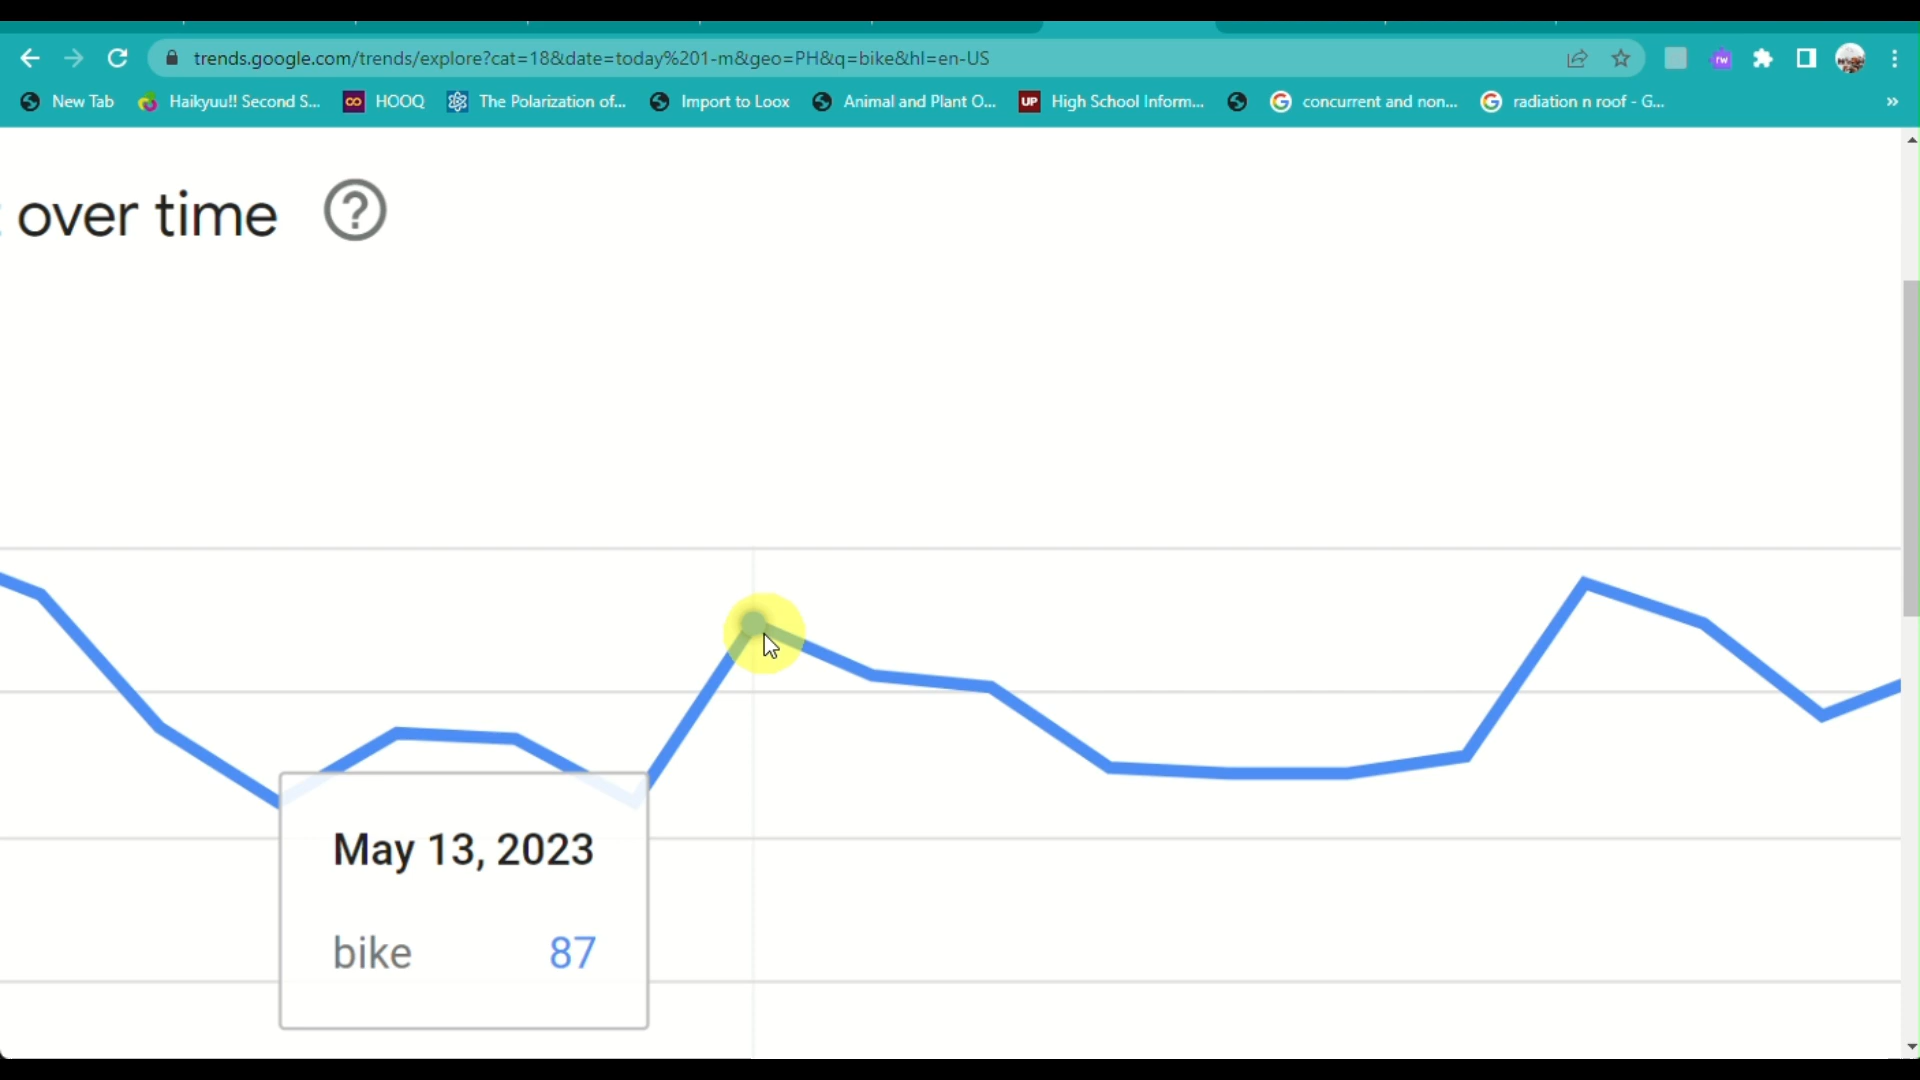 trends.google.com/trends/explore?cat=18&date=today%201-m&geo=PH&q=bike&hl=en-US
rw
New Tab Haikyuu!! Second S... HOOQ The Polarization of... Import to Loox Animal and Plant O... UP High School Inform... concurrent and non... radiation n roof - G... »
over time ?
May 13, 2023
bike 87